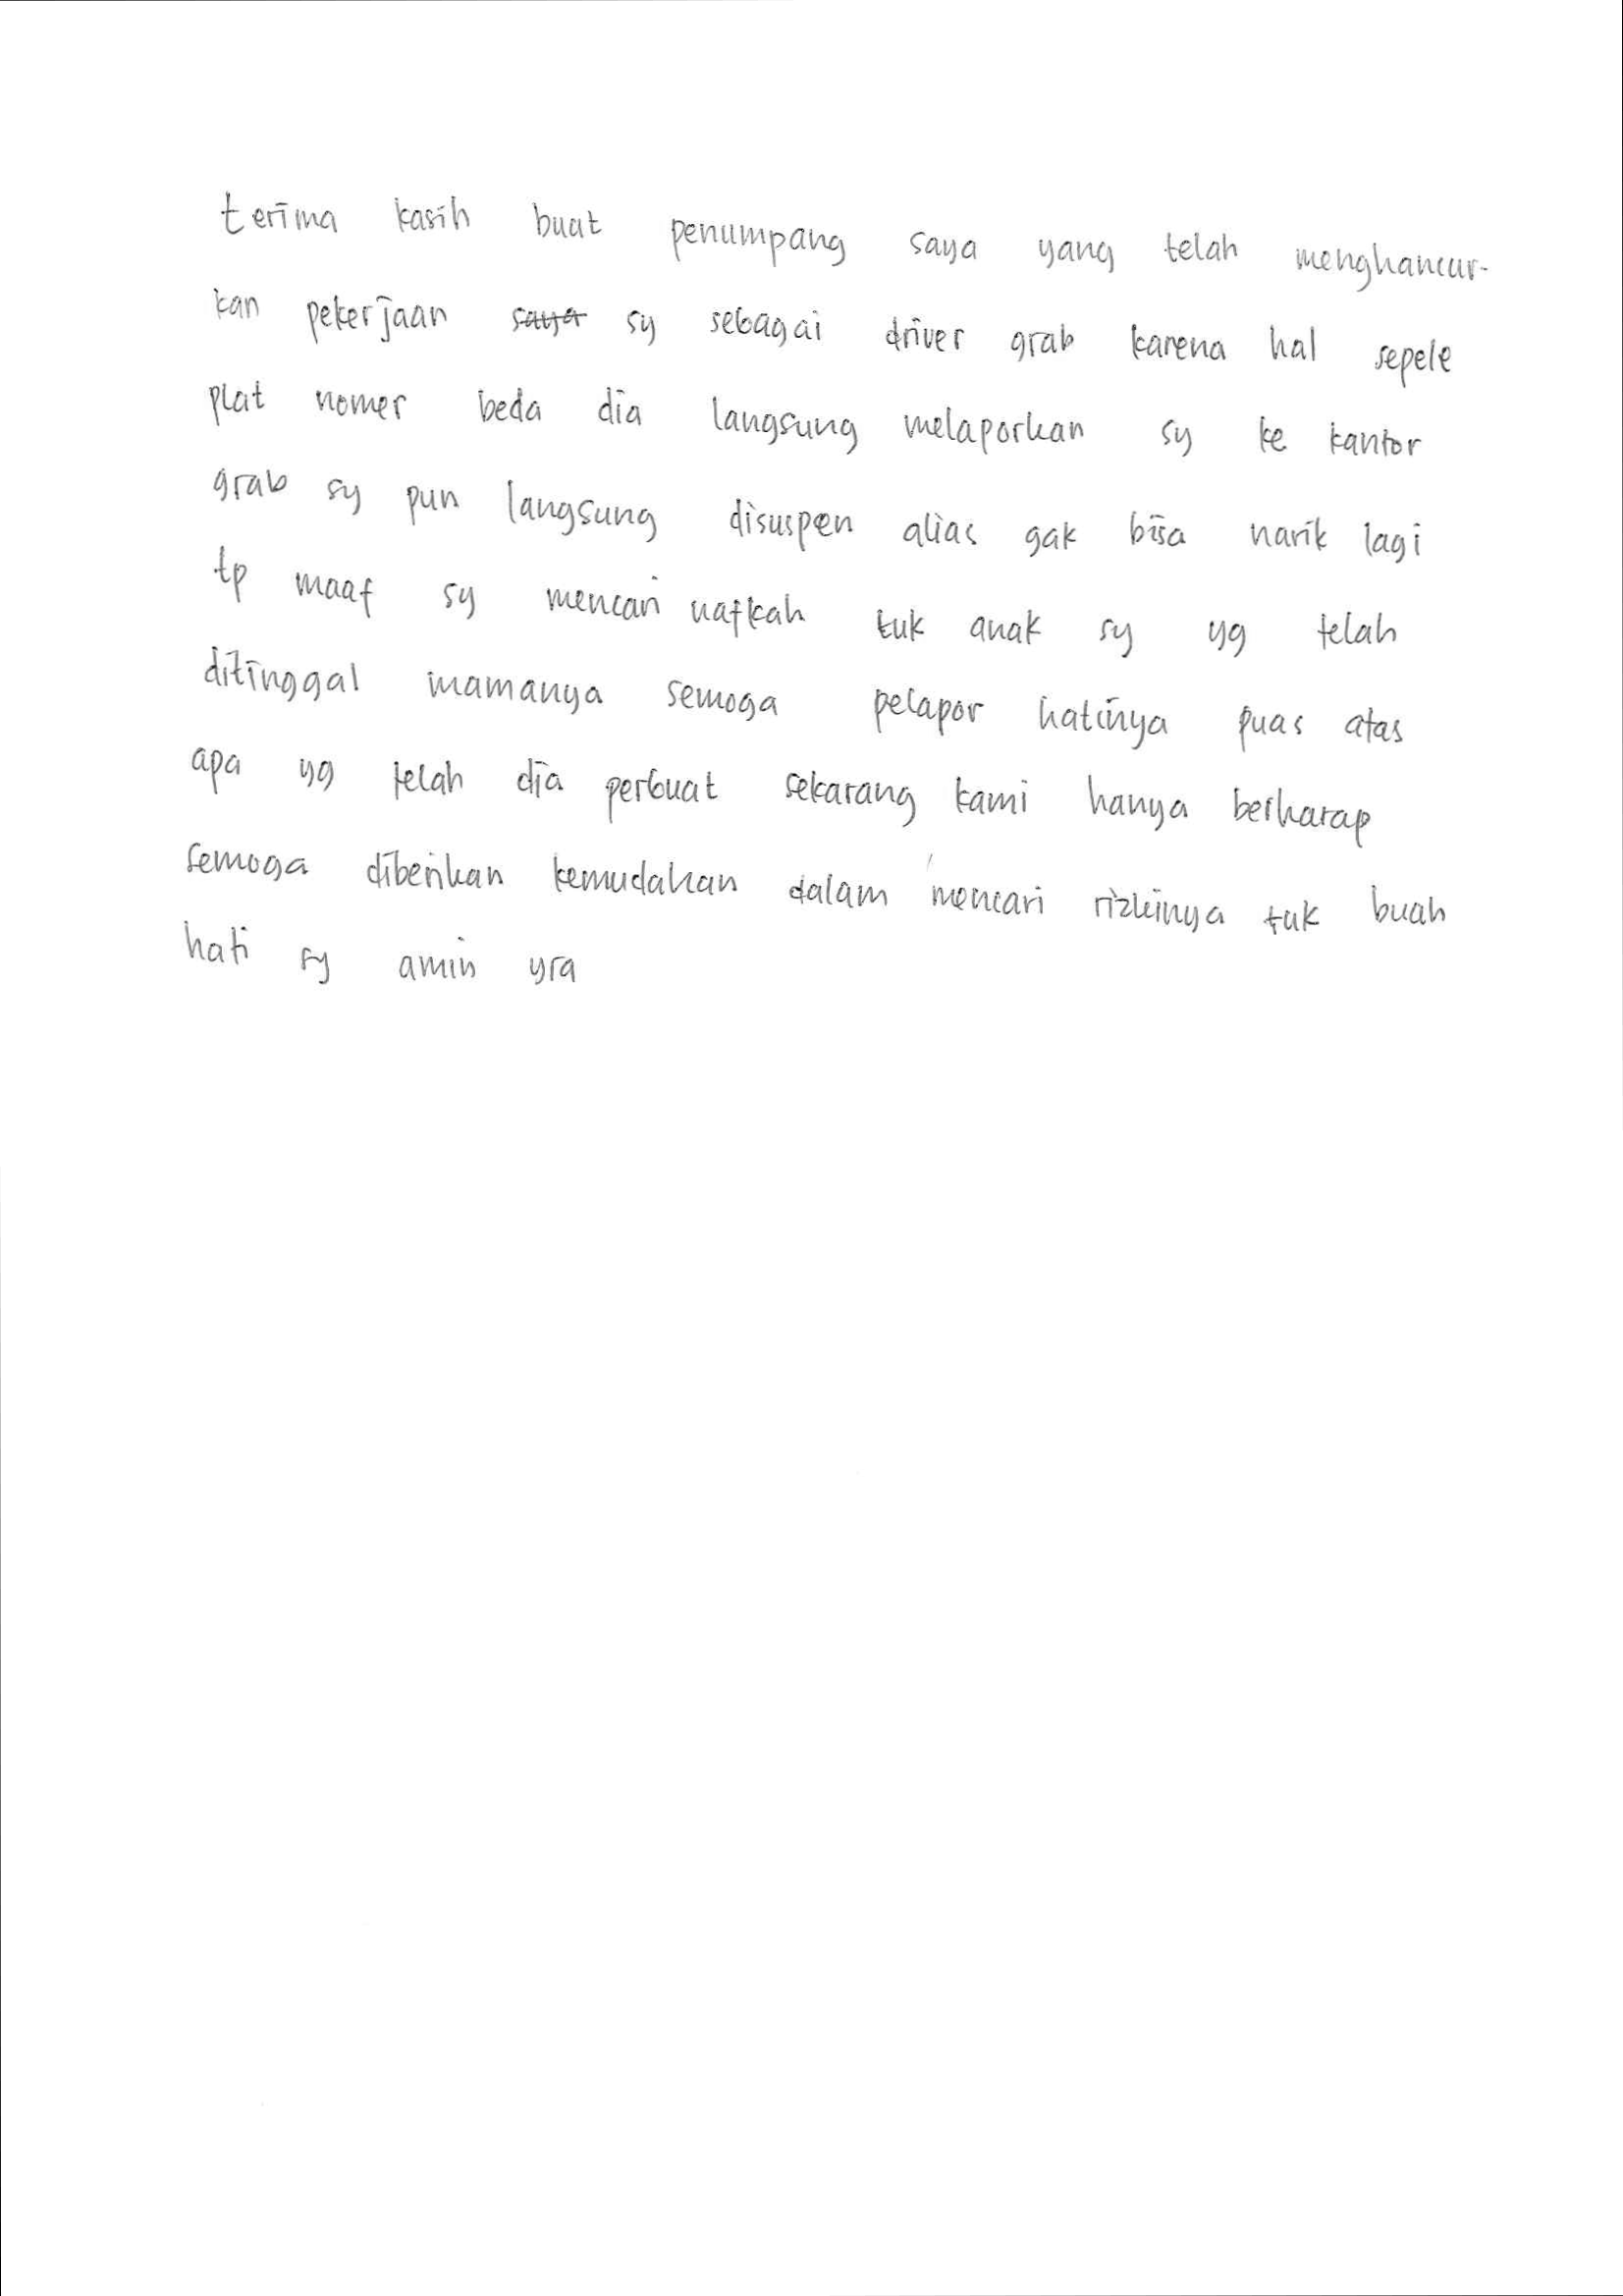 terima kasih buat penumpang saya yang telah menghancur-
kan pekerjaan saya sy sebagai driver grab karena hal sepele
plat nomer beda dia langsung melaporkan sy ke kantor
grab sy pun langsung disuspen alias gak bisa narik lagi
tp maaf sy mencari nafkah tuk anak sy yg telah
ditinggal mamanya semoga pelapor hatinya puas atas
apa yg telah dia perbuat sekarang kami hanya berharap
semoga diberikan kemudahan dalam mencari rizkinya tuk buah
hati sy amin yra